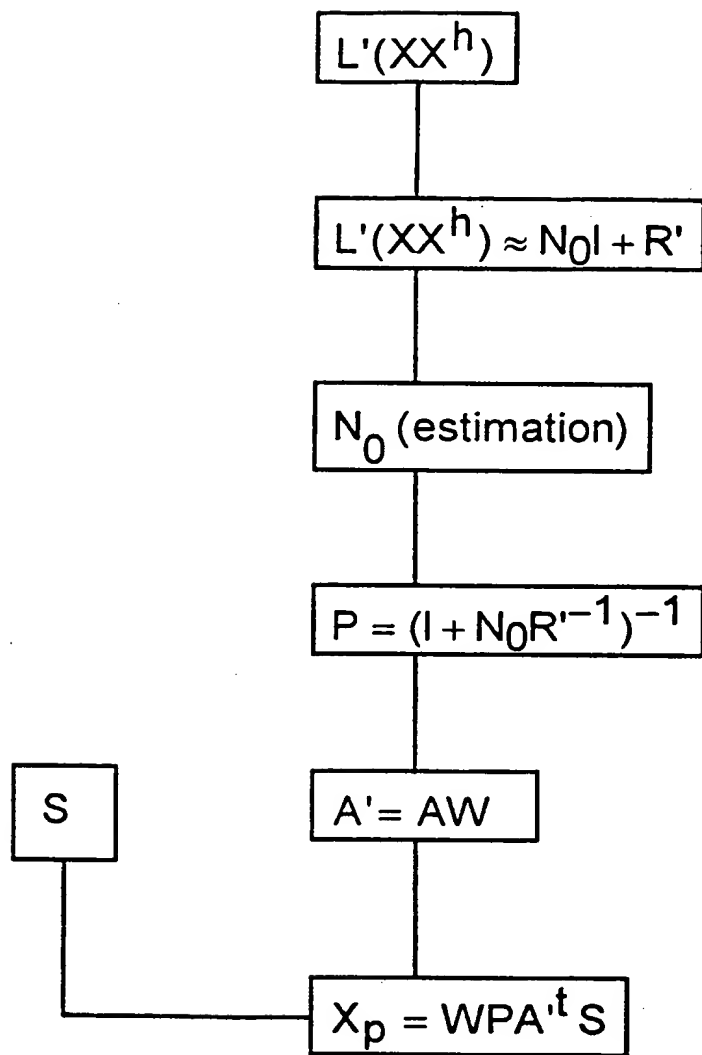 L'(XX^h)
L'(XX^h) ≈ N₀I + R'
N₀ (estimation)
P = (I + N₀R'⁻¹)⁻¹
S
A' = AW
Xₚ = WPA'ᵗ S